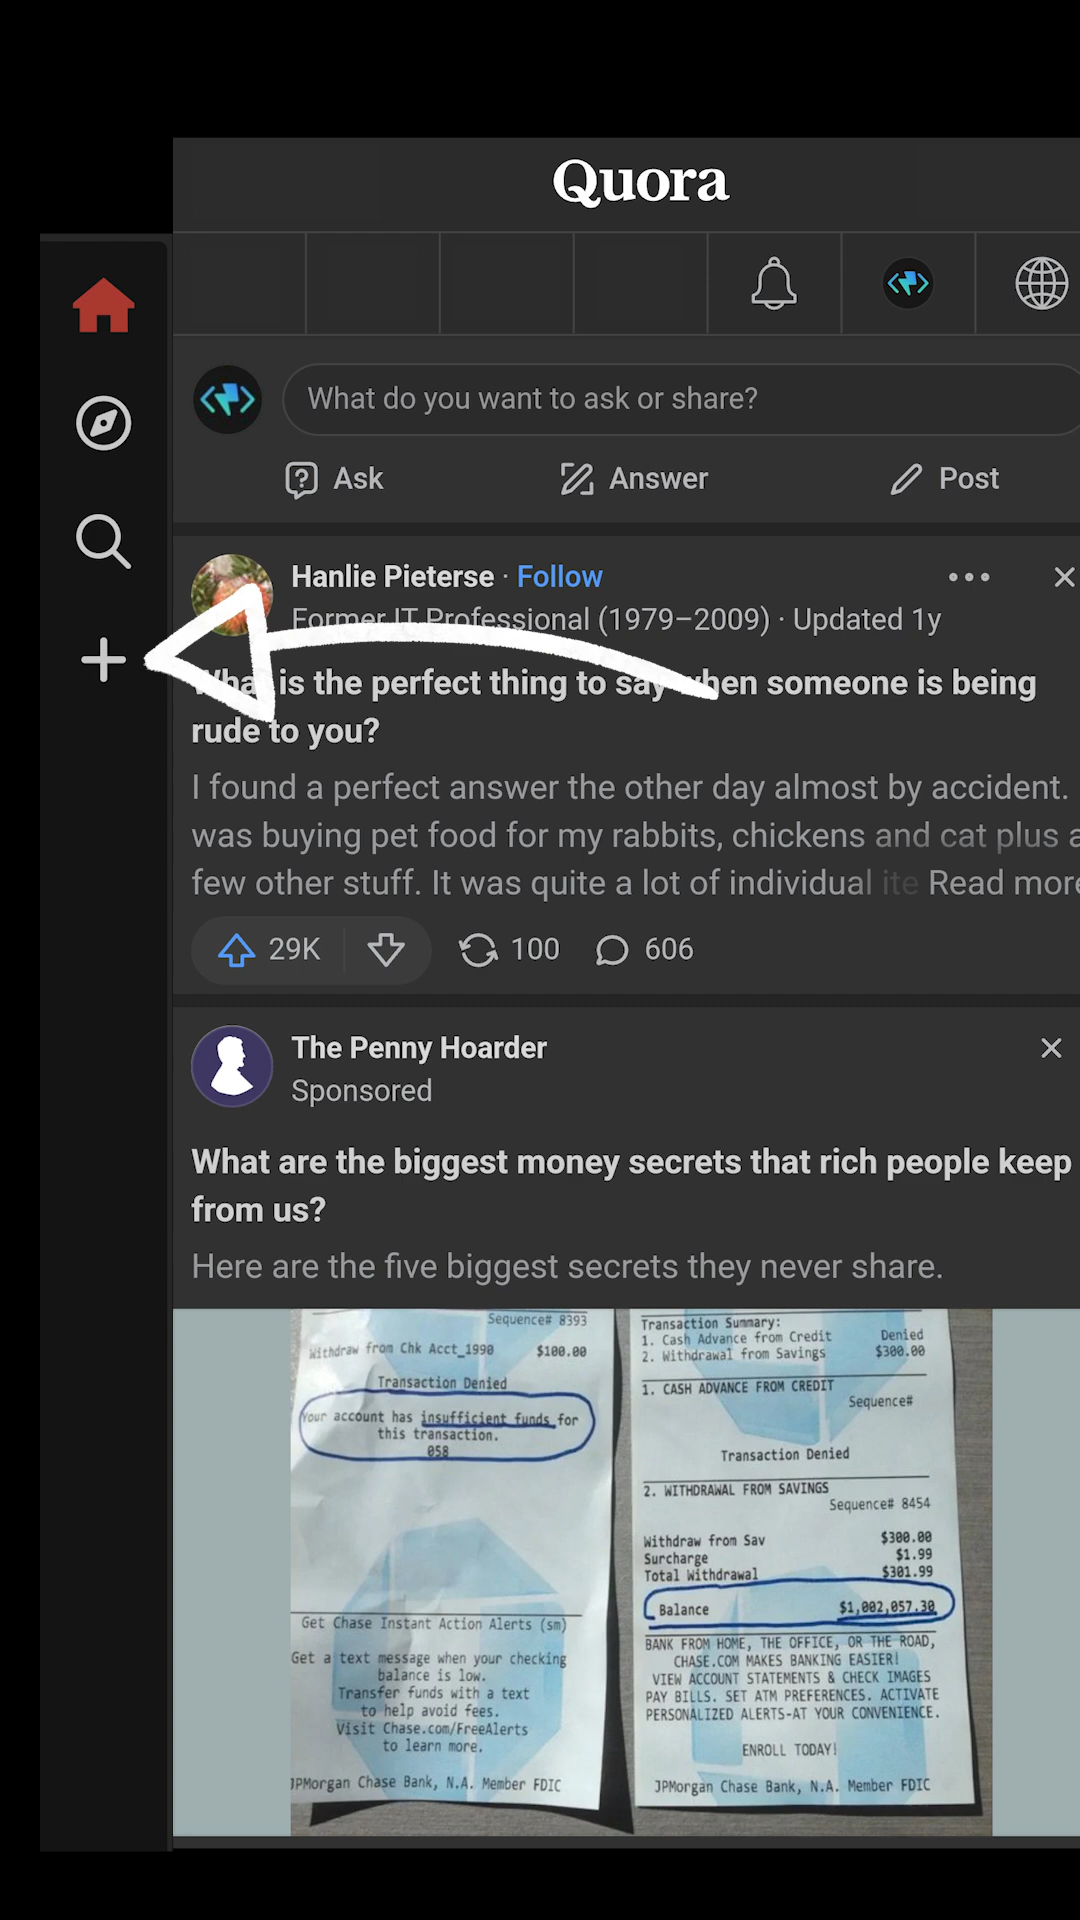 Quora
What do you want to ask or share?
Ask
Answer
Post
Hanlie Pieterse · Follow
Former IT Professional (1979–2009) · Updated 1y
What is the perfect thing to say when someone is being
rude to you?
I found a perfect answer the other day almost by accident.
was buying pet food for my rabbits, chickens and cat plus a
few other stuff. It was quite a lot of individual ite Read more
29K
100
606
The Penny Hoarder
Sponsored
What are the biggest money secrets that rich people keep
from us?
Here are the five biggest secrets they never share.
Sequence# 8393
Withdraw from Chk Acct_1990 $100.00
Transaction Denied
Your account has insufficient funds for
this transaction.
058
Get Chase Instant Action Alerts (sm)
Get a text message when your checking
balance is low.
Transfer funds with a text
to help avoid fees.
Visit Chase.com/FreeAlerts
to learn more.
JPMorgan Chase Bank, N.A. Member FDIC
Transaction Summary:
1. Cash Advance from Credit Denied
2. Withdrawal from Savings $300.00
1. CASH ADVANCE FROM CREDIT
Sequence#
Transaction Denied
2. WITHDRAWAL FROM SAVINGS
Sequence# 8454
Withdraw from Sav $300.00
Surcharge $1.99
Total Withdrawal $301.99
Balance $1,002,057.30
BANK FROM HOME, THE OFFICE, OR THE ROAD,
CHASE.COM MAKES BANKING EASIER!
VIEW ACCOUNT STATEMENTS & CHECK IMAGES
PAY BILLS. SET ATM PREFERENCES. ACTIVATE
PERSONALIZED ALERTS-AT YOUR CONVENIENCE.
ENROLL TODAY!
JPMorgan Chase Bank, N.A. Member FDIC